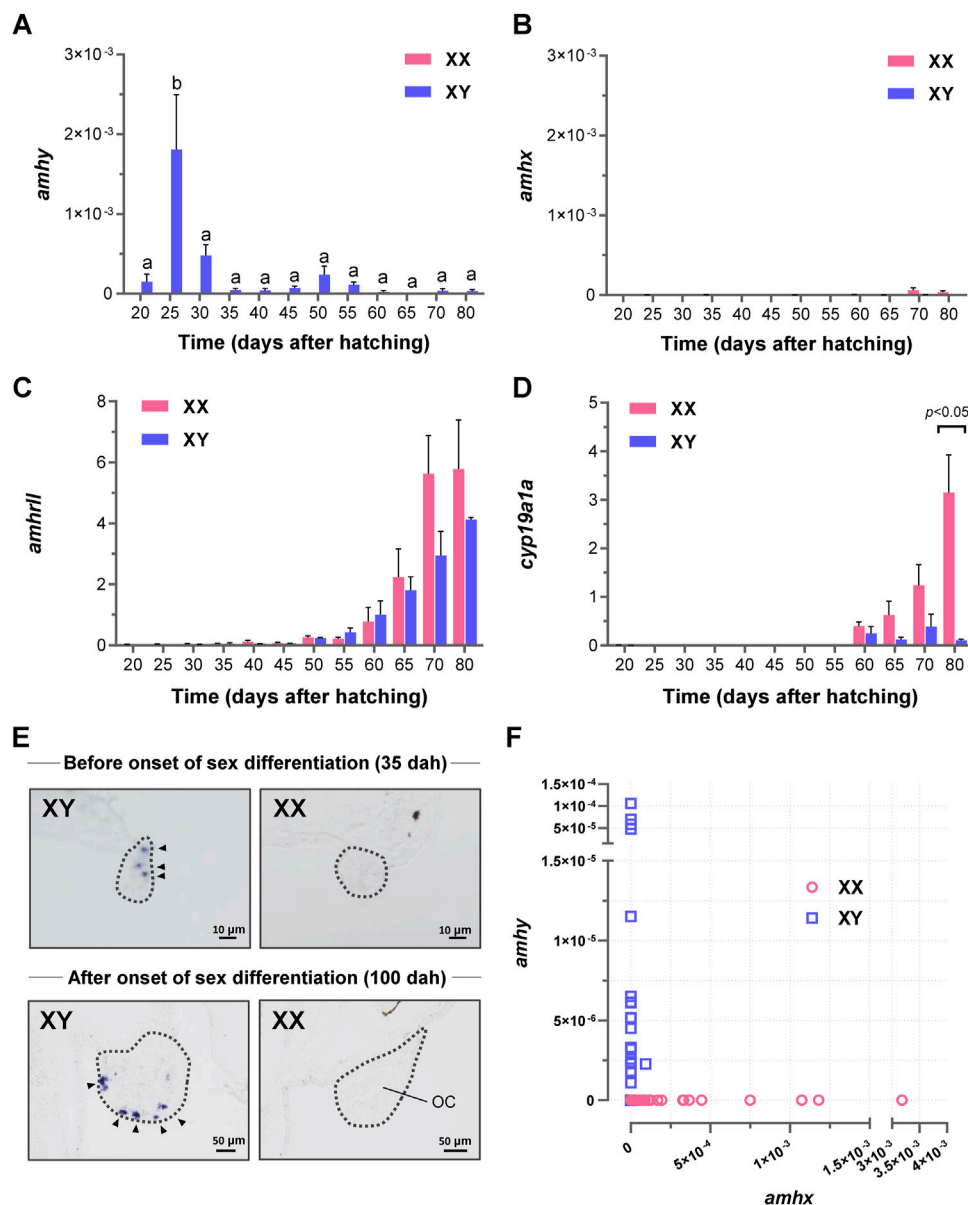 A
3×10⁻³
2×10⁻³
1×10⁻³
0
amhy
XX
XY
a
b
a
a
a
a
a
a
a
a
a
a
20 25 30 35 40 45 50 55 60 65 70 80
Time (days after hatching)
B
3×10⁻³
2×10⁻³
1×10⁻³
0
amhx
XX
XY
20 25 30 35 40 45 50 55 60 65 70 80
Time (days after hatching)
C
8
6
4
2
0
amhrII
XX
XY
20 25 30 35 40 45 50 55 60 65 70 80
Time (days after hatching)
D
5
4
3
2
1
0
cyp19a1a
XX
XY
p<0.05
20 25 30 35 40 45 50 55 60 65 70 80
Time (days after hatching)
E
Before onset of sex differentiation (35 dah)
XY
10 µm
XX
10 µm
After onset of sex differentiation (100 dah)
XY
50 µm
XX
OC
50 µm
F
1.5×10⁻⁴
1×10⁻⁴
5×10⁻⁵
1.5×10⁻⁵
1×10⁻⁵
5×10⁻⁶
0
amhy
XX
XY
0 5×10⁻⁴ 1×10⁻³ 1.5×10⁻³ 3×10⁻³ 3.5×10⁻³ 4×10⁻³
amhx